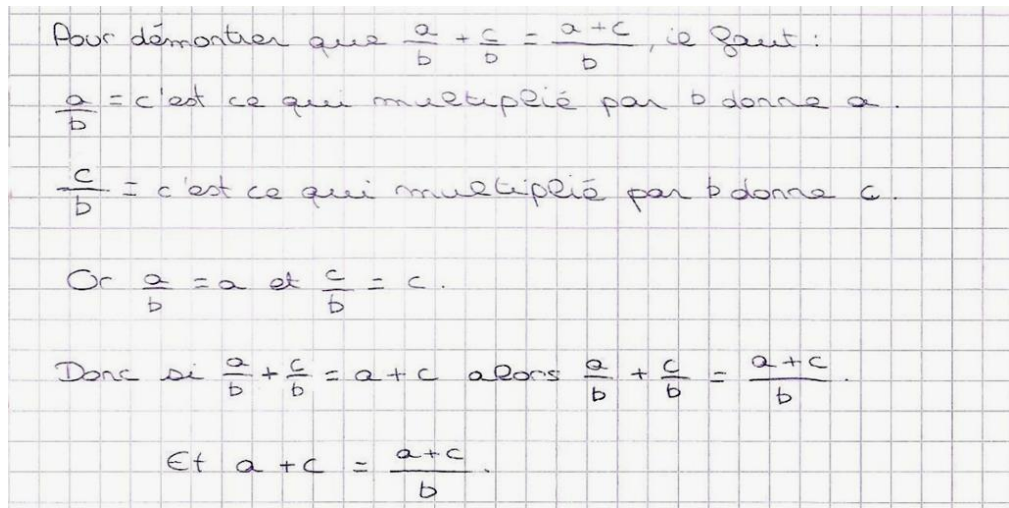 Pour démontrer que a/b + c/b = (a+c)/b, il faut :
a/b = c'est ce qui multiplié par b donne a.
c/b = c'est ce qui multiplié par b donne c.
Or a/b = a et c/b = c.
Donc si a/b + c/b = a + c alors a/b + c/b = (a+c)/b.
Et a + c = (a+c)/b.